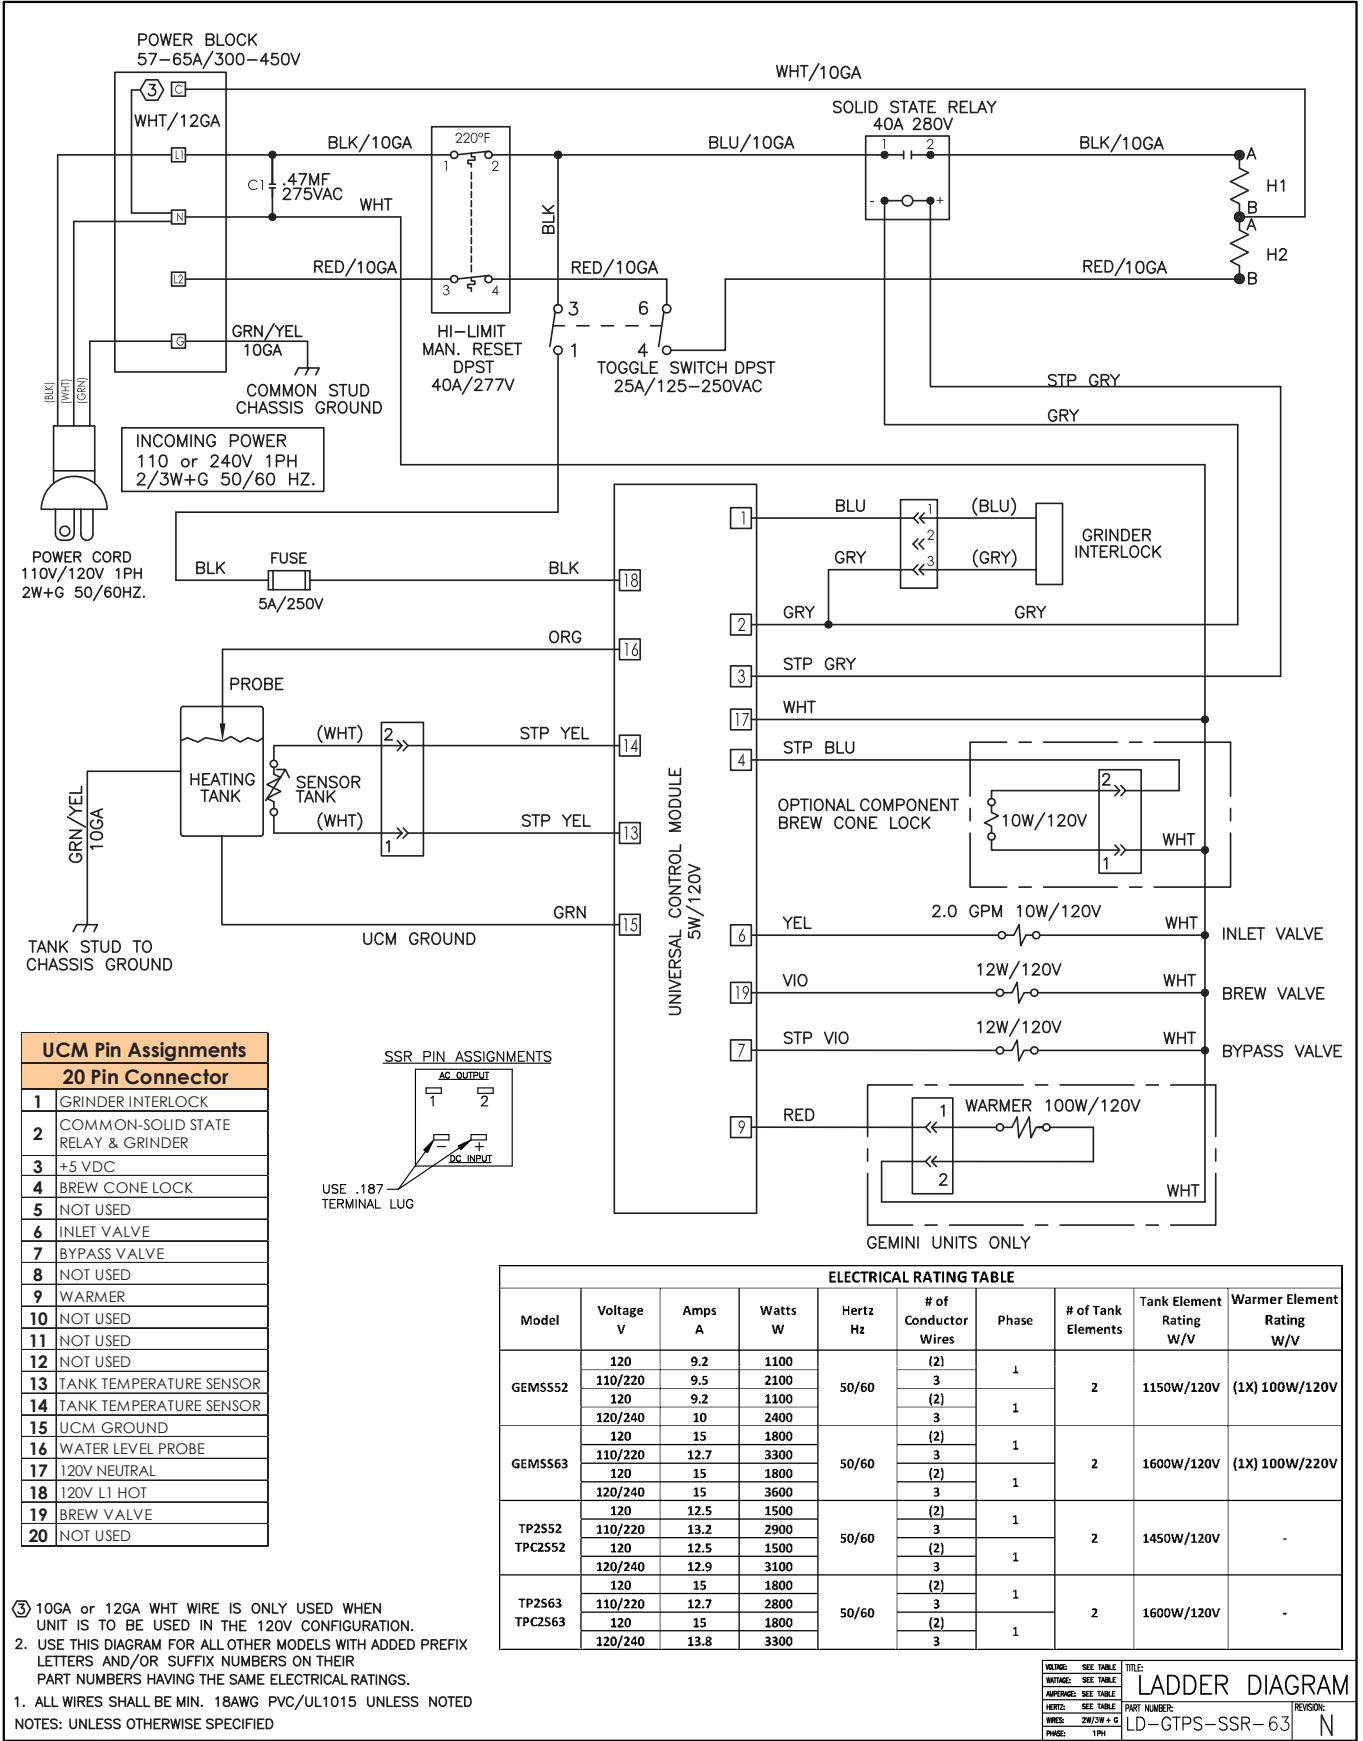 POWER BLOCK
57-65A/300-450V
3
C
WHT/12GA
WHT/10GA
SOLID STATE RELAY
40A 280V
L1
BLK/10GA
220°F
1
2
BLU/10GA
1
2
BLK/10GA
A
H1
B
C1
.47MF
275VAC
WHT
N
BLK
-
+
A
H2
B
L2
RED/10GA
3
4
RED/10GA
RED/10GA
3
6
1
4
G
GRN/YEL
10GA
COMMON STUD
CHASSIS GROUND
HI-LIMIT
MAN. RESET
DPST
40A/277V
TOGGLE SWITCH DPST
25A/125-250VAC
STP GRY
GRY
(BLK)
(WHT)
(GRN)
INCOMING POWER
110 or 240V 1PH
2/3W+G 50/60 HZ.
POWER CORD
110V/120V 1PH
2W+G 50/60HZ.
BLK
FUSE
5A/250V
BLK
18
1
BLU
1
(BLU)
2
GRY
3
(GRY)
GRINDER
INTERLOCK
2
GRY
GRY
ORG
16
3
STP GRY
PROBE
17
WHT
HEATING
TANK
(WHT)
2
STP YEL
14
SENSOR
TANK
(WHT)
1
STP YEL
13
4
STP BLU
OPTIONAL COMPONENT
BREW CONE LOCK
10W/120V
2
1
WHT
GRN/YEL
10GA
TANK STUD TO
CHASSIS GROUND
GRN
15
UCM GROUND
UNIVERSAL CONTROL MODULE
5W/120V
6
YEL
2.0 GPM 10W/120V
WHT
INLET VALVE
19
VIO
12W/120V
WHT
BREW VALVE
7
STP VIO
12W/120V
WHT
BYPASS VALVE
9
RED
1
WARMER 100W/120V
2
WHT
GEMINI UNITS ONLY
UCM Pin Assignments
20 Pin Connector
1 GRINDER INTERLOCK
2 COMMON-SOLID STATE
RELAY & GRINDER
3 +5 VDC
4 BREW CONE LOCK
5 NOT USED
6 INLET VALVE
7 BYPASS VALVE
8 NOT USED
9 WARMER
10 NOT USED
11 NOT USED
12 NOT USED
13 TANK TEMPERATURE SENSOR
14 TANK TEMPERATURE SENSOR
15 UCM GROUND
16 WATER LEVEL PROBE
17 120V NEUTRAL
18 120V L1 HOT
19 BREW VALVE
20 NOT USED
SSR PIN ASSIGNMENTS
AC OUTPUT
1 2
- +
DC INPUT
USE .187
TERMINAL LUG
ELECTRICAL RATING TABLE
Model Voltage V Amps A Watts W Hertz Hz # of Conductor Wires Phase # of Tank Elements Tank Element Rating W/V Warmer Element Rating W/V
GEMSS52 50/60 2 1150W/120V (1X) 100W/120V
120 9.2 1100 (2) 1
110/220 9.5 2100 3
120 9.2 1100 (2) 1
120/240 10 2400 3
GEMSS63 50/60 2 1600W/120V (1X) 100W/220V
120 15 1800 (2) 1
110/220 12.7 3300 3
120 15 1800 (2) 1
120/240 15 3600 3
TP2S52 TPC2S52 50/60 2 1450W/120V -
120 12.5 1500 (2) 1
110/220 13.2 2900 3
120 12.5 1500 (2) 1
120/240 12.9 3100 3
TP2S63 TPC2S63 50/60 2 1600W/120V -
120 15 1800 (2) 1
110/220 12.7 2800 3
120 15 1800 (2) 1
120/240 13.8 3300 3
3 10GA or 12GA WHT WIRE IS ONLY USED WHEN
UNIT IS TO BE USED IN THE 120V CONFIGURATION.
2. USE THIS DIAGRAM FOR ALL OTHER MODELS WITH ADDED PREFIX
LETTERS AND/OR SUFFIX NUMBERS ON THEIR
PART NUMBERS HAVING THE SAME ELECTRICAL RATINGS.
1. ALL WIRES SHALL BE MIN. 18AWG PVC/UL1015 UNLESS NOTED
NOTES: UNLESS OTHERWISE SPECIFIED
VOLTAGE: SEE TABLE
WATTAGE: SEE TABLE
AMPERAGE: SEE TABLE
HERTZ: SEE TABLE
WIRES: 2W/3W + G
PHASE: 1PH
TITLE:
LADDER DIAGRAM
PART NUMBER:
LD-GTPS-SSR-63
REVISION:
N